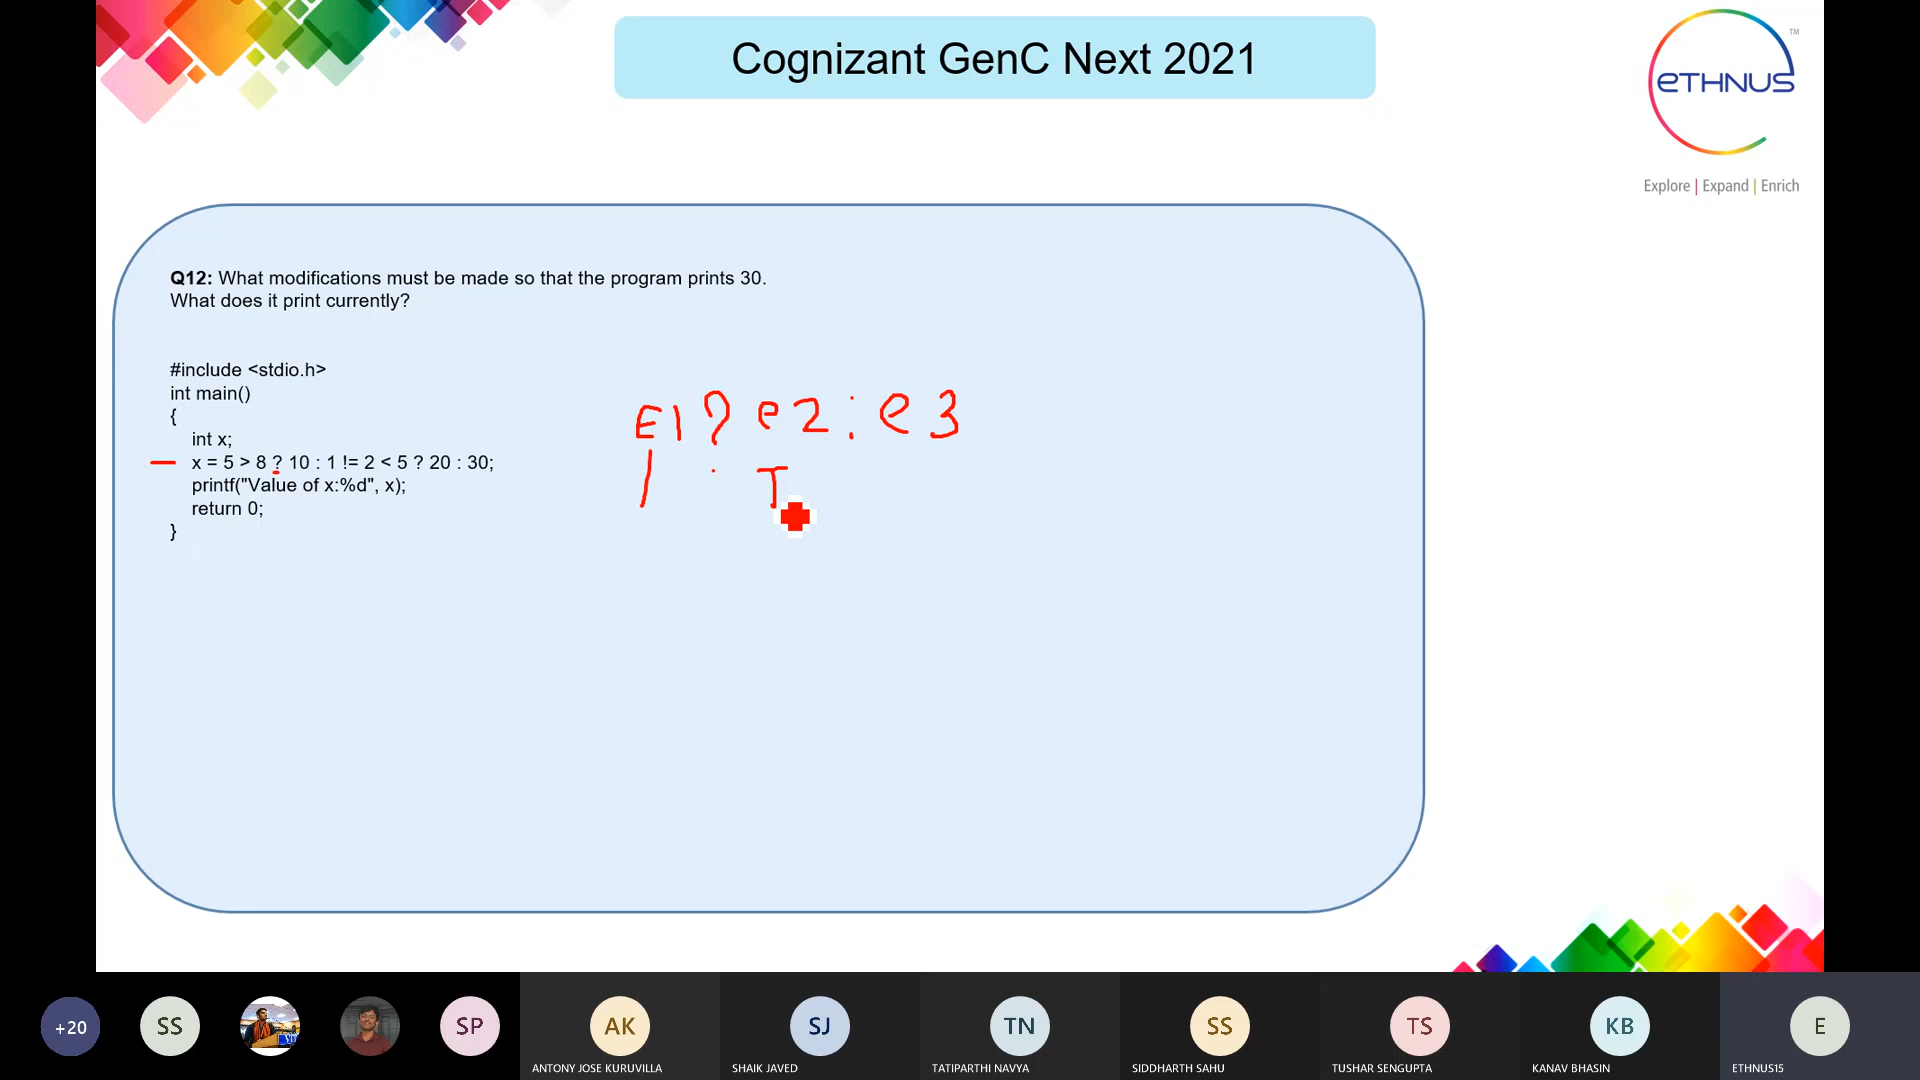 Cognizant GenC Next 2021
eTHNUS
TM
Explore | Expand | Enrich
Q12: What modifications must be made so that the program prints 30.
What does it print currently?
#include <stdio.h>
int main()
{
int x;
x = 5 > 8 ? 10 : 1 != 2 < 5 ? 20 : 30;
printf("Value of x:%d", x);
return 0;
}
E1 ? e2 : e3
T
+20
SS
SP
AK
SJ
TN
SS
TS
KB
E
ANTONY JOSE KURUVILLA
SHAIK JAVED
TATIPARTHI NAVYA
SIDDHARTH SAHU
TUSHAR SENGUPTA
KANAV BHASIN
ETHNUS15